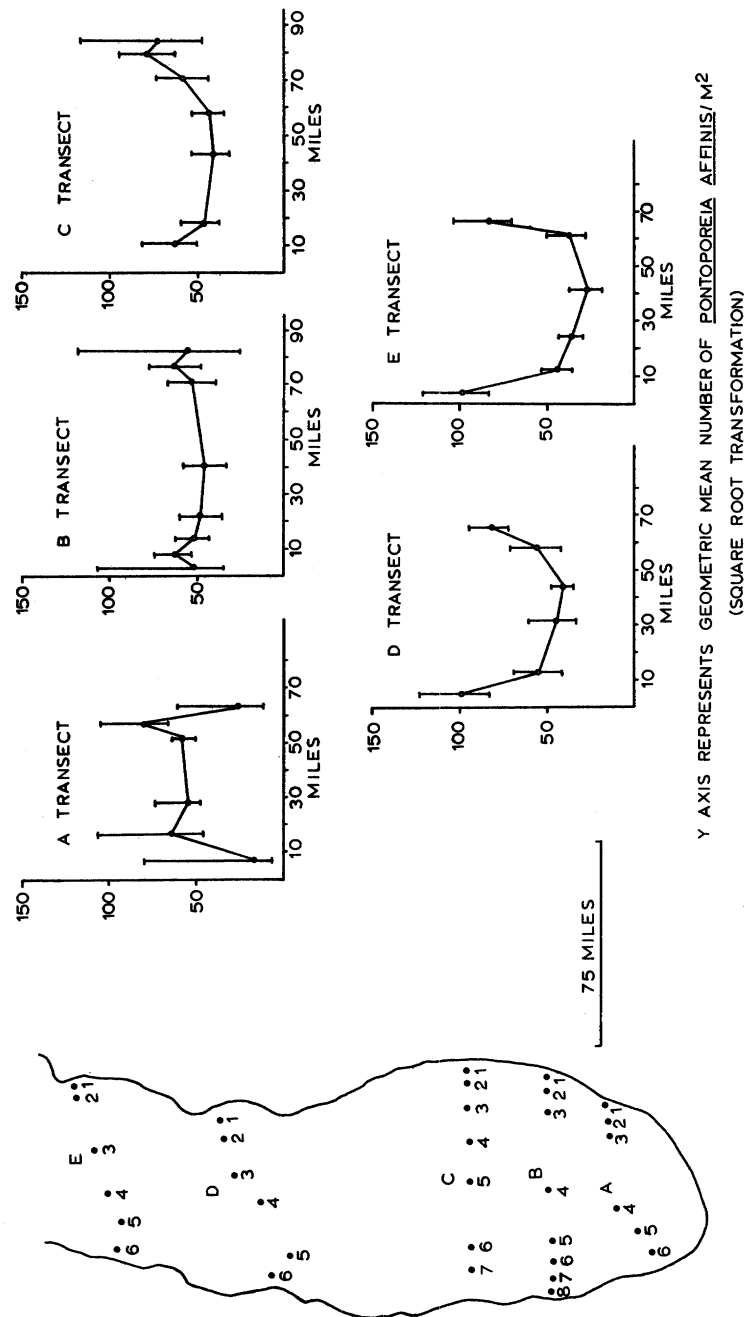 A TRANSECT
150
100
50
10 30 50 70
MILES
B TRANSECT
150
100
50
10 30 50 70 90
MILES
C TRANSECT
150
100
50
10 30 50 70 90
MILES
D TRANSECT
150
100
50
10 30 50 70
MILES
E TRANSECT
150
100
50
10 30 50 70
MILES
E
6 5 4 3 2 1
D
6 5 4 3 2 1
C
7 6 5 4 3 2 1
B
8 7 6 5 4 3 2 1
A
6 5 4 3 2 1
75 MILES
Y AXIS REPRESENTS GEOMETRIC MEAN NUMBER OF PONTOPOREIA AFFINIS/M²
(SQUARE ROOT TRANSFORMATION)